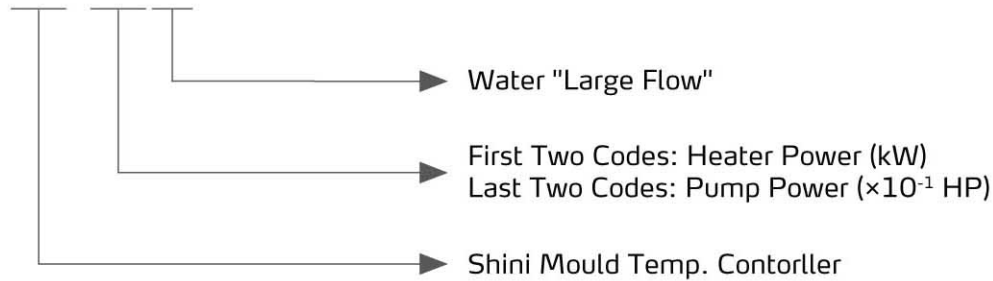 Water "Large Flow"
First Two Codes: Heater Power (kW)
Last Two Codes: Pump Power (×10⁻¹ HP)
Shini Mould Temp. Contorller